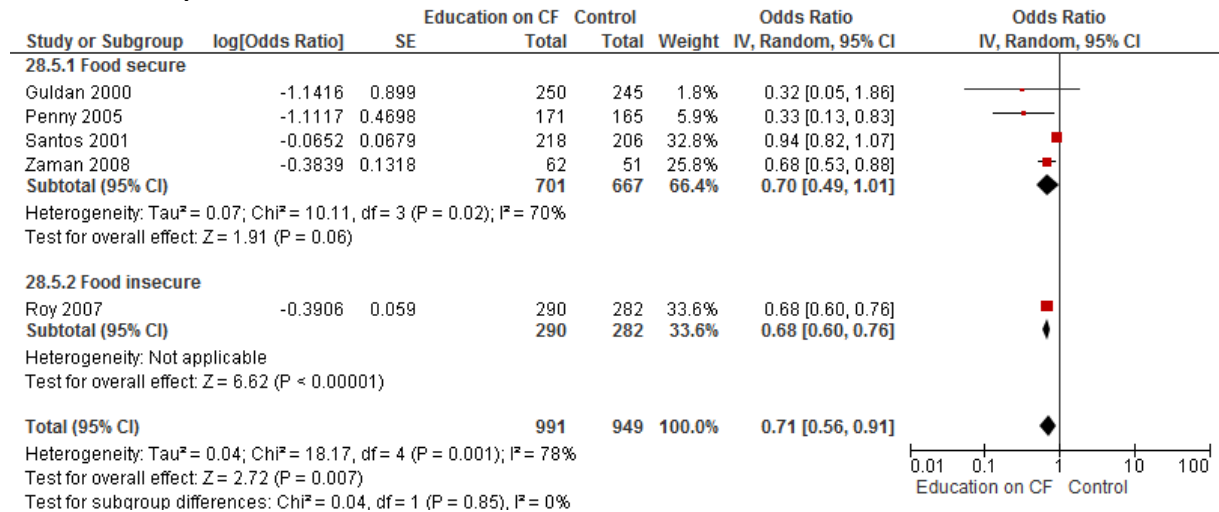 Education on CF Control Odds Ratio Odds Ratio
Study or Subgroup log[Odds Ratio] SE Total Total Weight IV, Random, 95% CI IV, Random, 95% CI
28.5.1 Food secure
Guldan 2000 -1.1416 0.899 250 245 1.8% 0.32 [0.05, 1.86]
Penny 2005 -1.1117 0.4698 171 165 5.9% 0.33 [0.13, 0.83]
Santos 2001 -0.0652 0.0679 218 206 32.8% 0.94 [0.82, 1.07]
Zaman 2008 -0.3839 0.1318 62 51 25.8% 0.68 [0.53, 0.88]
Subtotal (95% CI) 701 667 66.4% 0.70 [0.49, 1.01]
Heterogeneity: Tau² = 0.07; Chi² = 10.11, df = 3 (P = 0.02); I² = 70%
Test for overall effect: Z = 1.91 (P = 0.06)
28.5.2 Food insecure
Roy 2007 -0.3906 0.059 290 282 33.6% 0.68 [0.60, 0.76]
Subtotal (95% CI) 290 282 33.6% 0.68 [0.60, 0.76]
Heterogeneity: Not applicable
Test for overall effect: Z = 6.62 (P < 0.00001)
Total (95% CI) 991 949 100.0% 0.71 [0.56, 0.91]
Heterogeneity: Tau² = 0.04; Chi² = 18.17, df = 4 (P = 0.001); I² = 78%
Test for overall effect: Z = 2.72 (P = 0.007)
Test for subgroup differences: Chi² = 0.04, df = 1 (P = 0.85), I² = 0%
0.01 0.1 1 10 100
Education on CF Control